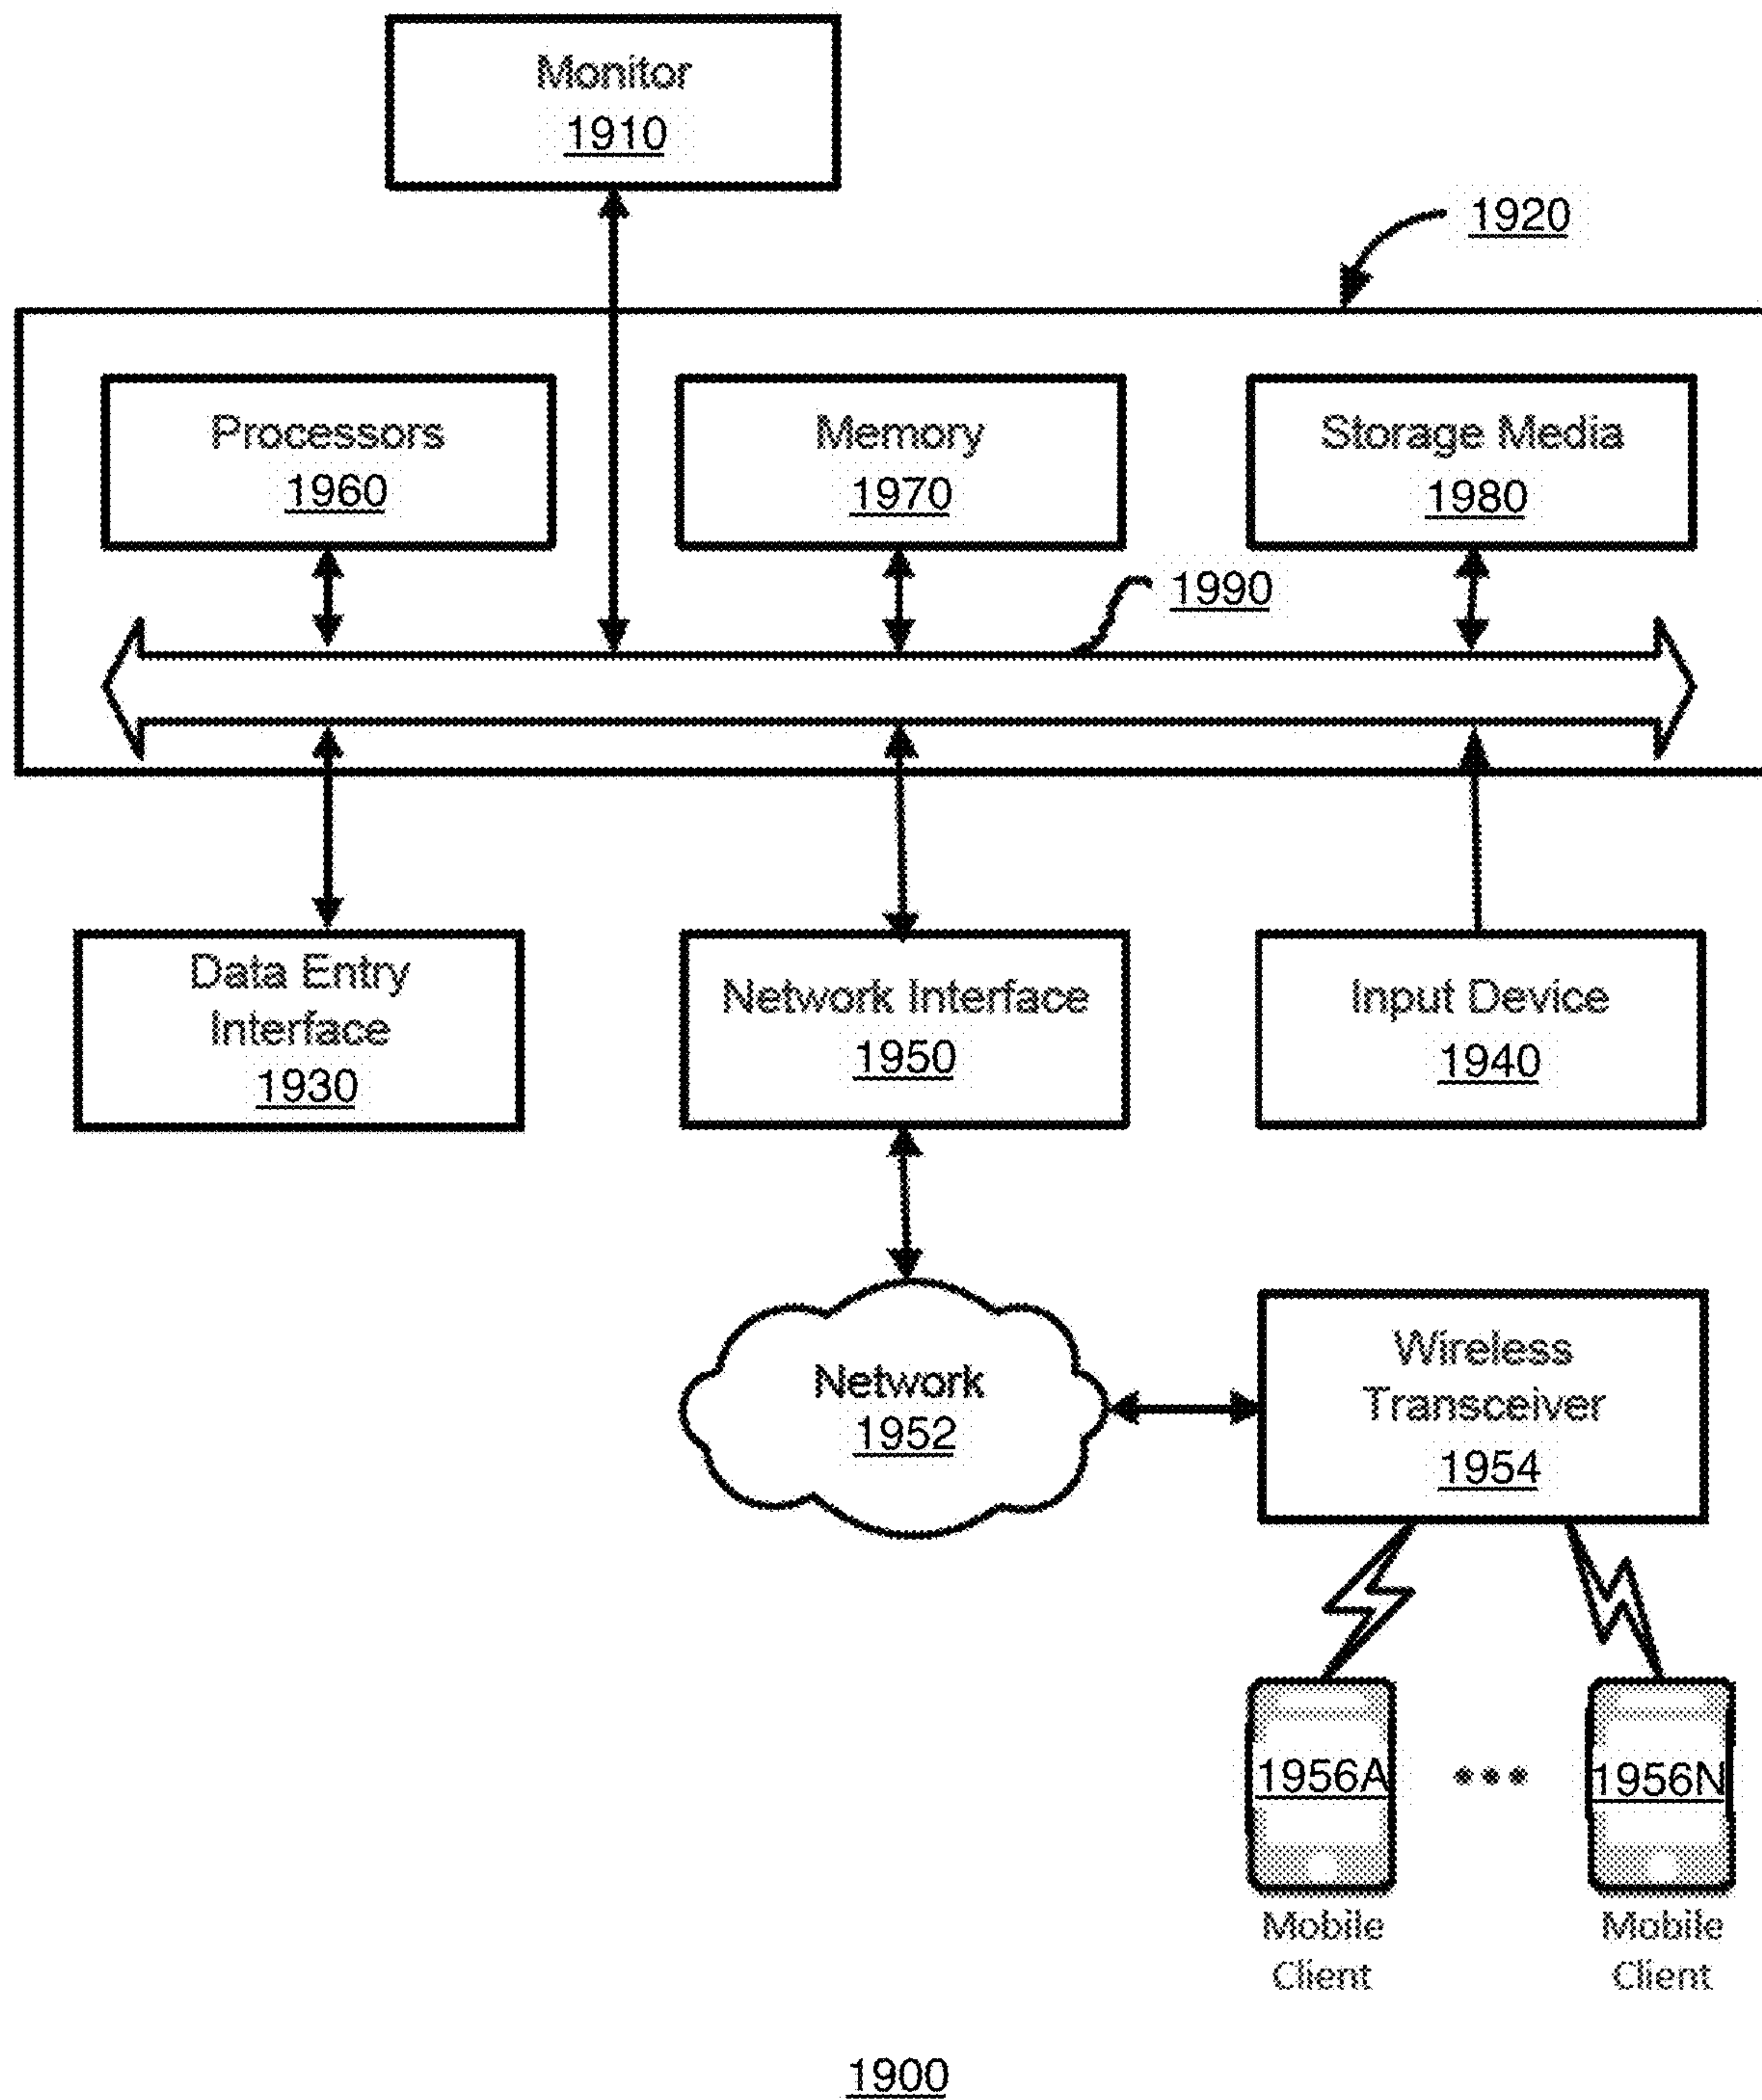 Monitor
1910
1920
Processors
1960
Memory
1970
Storage Media
1980
1990
Data Entry
Interface
1930
Network Interface
1950
Input Device
1940
Network
1952
Wireless
Transceiver
1954
1956A
1956N
Mobile
Client
Mobile
Client
1900